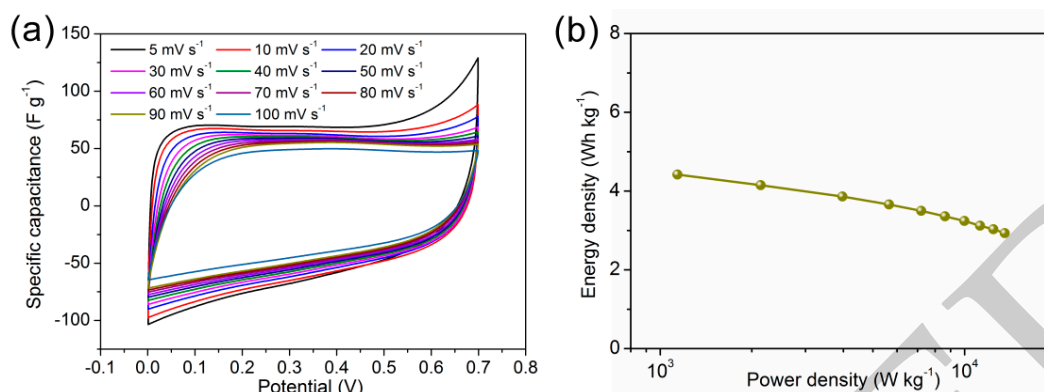 (a)
150
100
50
0
-50
-100
Specific capacitance (F g⁻¹)
5 mV s⁻¹ 10 mV s⁻¹ 20 mV s⁻¹
30 mV s⁻¹ 40 mV s⁻¹ 50 mV s⁻¹
60 mV s⁻¹ 70 mV s⁻¹ 80 mV s⁻¹
90 mV s⁻¹ 100 mV s⁻¹
-0.1 0.0 0.1 0.2 0.3 0.4 0.5 0.6 0.7 0.8
Potential (V)
(b)
8
6
4
2
0
Energy density (Wh kg⁻¹)
10³ 10⁴
Power density (W kg⁻¹)